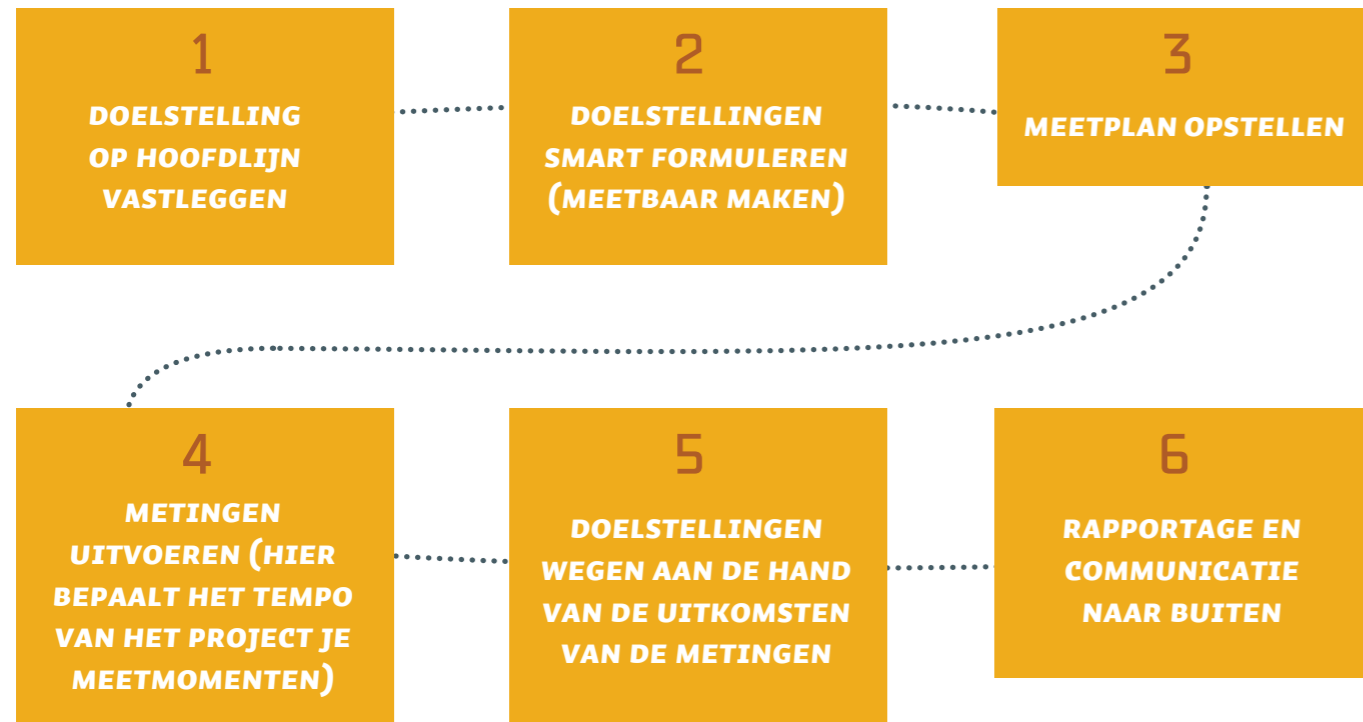 1
DOELSTELLING
OP HOOFDLIJN
VASTLEGGEN
2
DOELSTELLINGEN
SMART FORMULEREN
(MEETBAAR MAKEN)
3
MEETPLAN OPSTELLEN
4
METINGEN
UITVOEREN (HIER
BEPAALT HET TEMPO
VAN HET PROJECT JE
MEETMOMENTEN)
5
DOELSTELLINGEN
WEGEN AAN DE HAND
VAN DE UITKOMSTEN
VAN DE METINGEN
6
RAPPORTAGE EN
COMMUNICATIE
NAAR BUITEN